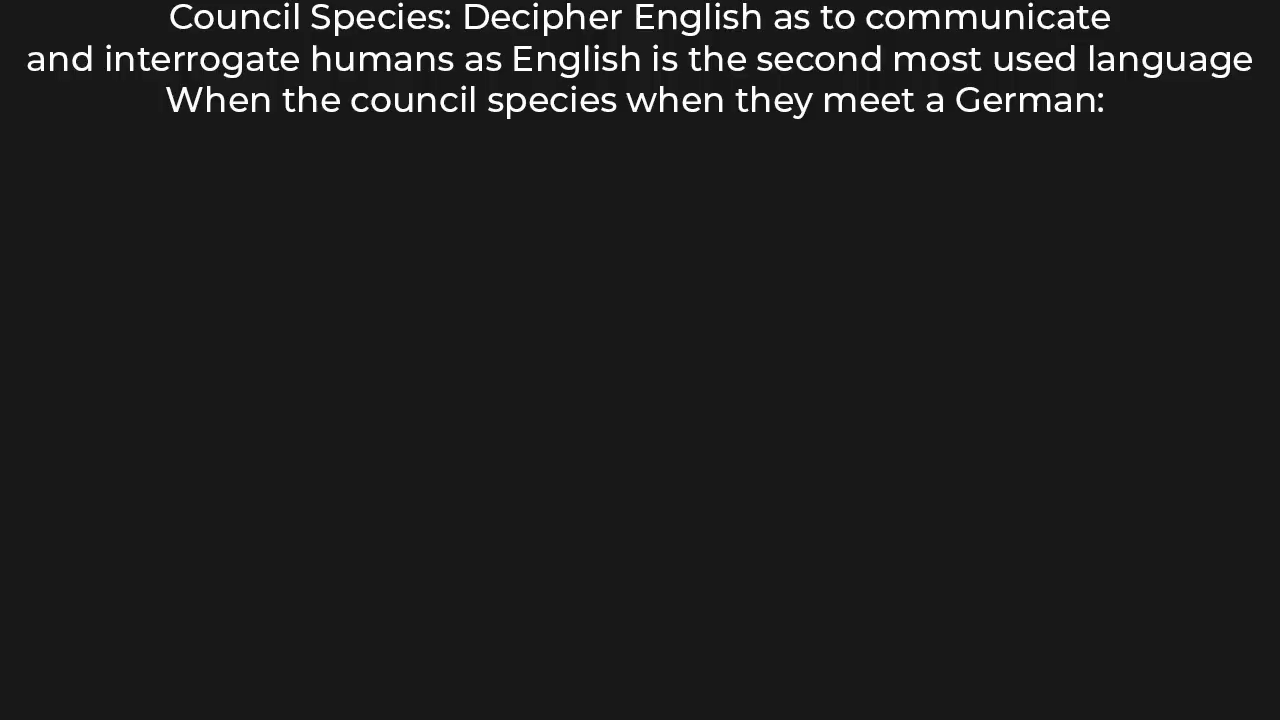 Council Species: Decipher English as to communicate
and interrogate humans as English is the second most used language
When the council species when they meet a German: